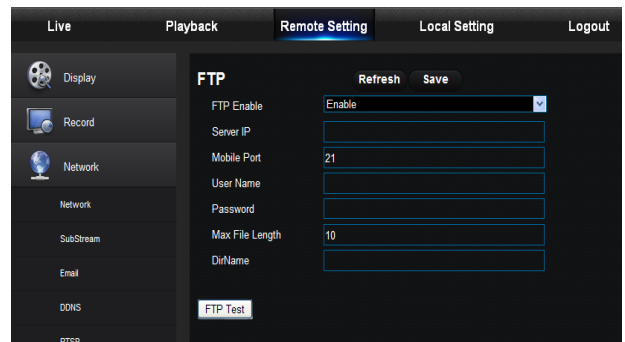 Live Playback Remote Setting Local Setting Logout
Display
Record
Network
Network
SubStream
Email
DDNS
RTSP
FTP Refresh Save
FTP Enable Enable
Server IP
Mobile Port 21
User Name
Password
Max File Length 10
DirName
FTP Test